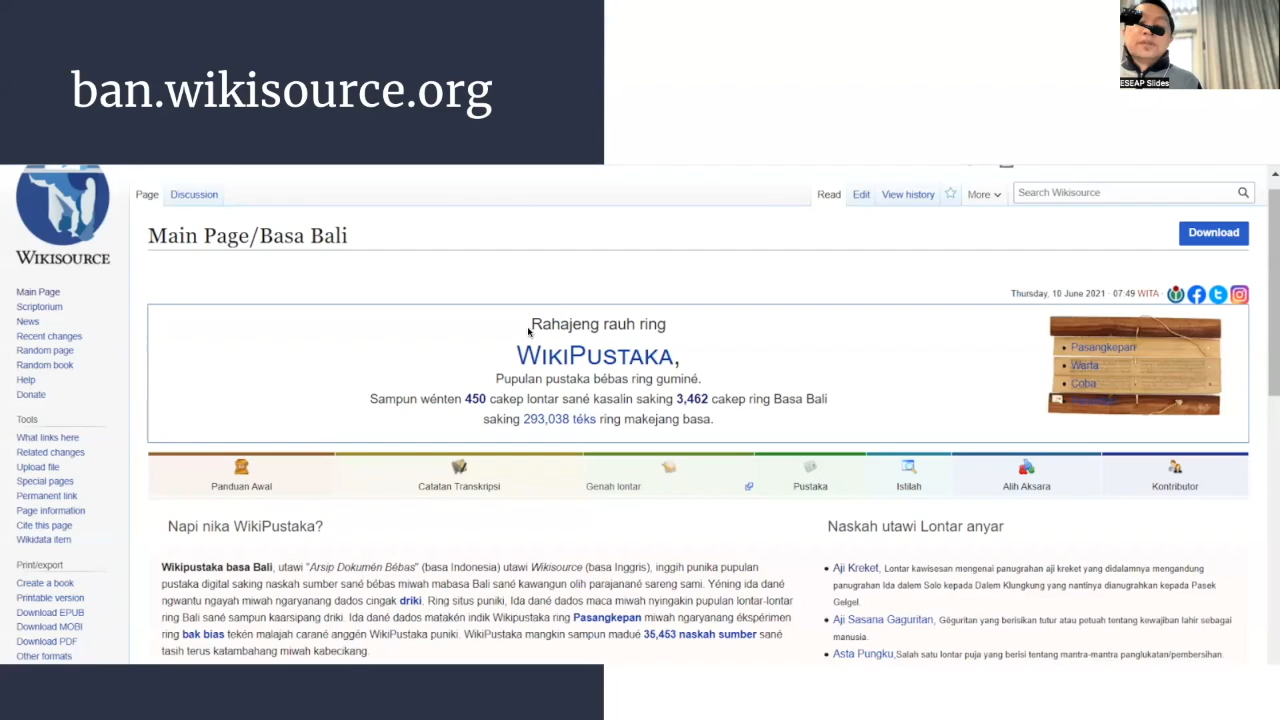 ban.wikisource.org
ESEAP Slides
WIKISOURCE
Page
Discussion
Read
Edit
View history
More
Search Wikisource
Main Page/Basa Bali
Download
Main Page
Scriptorium
News
Recent changes
Random page
Random book
Help
Donate
Tools
What links here
Related changes
Upload file
Special pages
Permanent link
Page information
Cite this page
Wikidata item
Print/export
Create a book
Printable version
Download EPUB
Download MOBI
Download PDF
Other formats
Thursday, 10 June 2021 · 07:49 WITA
Rahajeng rauh ring
WIKIPUSTAKA,
Pupulan pustaka bébas ring guminé.
Sampun wénten 450 cakep lontar sané kasalin saking 3,462 cakep ring Basa Bali
saking 293,038 téks ring makejang basa.
Pasangkepan
Warta
Coba
Panduan Awal
Catatan Transkripsi
Genah lontar
Pustaka
Istilah
Alih Aksara
Kontributor
Napi nika WikiPustaka?
Wikipustaka basa Bali, utawi "Arsip Dokumén Bébas" (basa Indonesia) utawi Wikisource (basa Inggris), inggih punika pupulan
pustaka digital saking naskah sumber sané bébas miwah mabasa Bali sané kawangun olih parajanané sareng sami. Yéning ida dané
ngwantu ngayah miwah ngaryanang dados cingak driki. Ring situs puniki, Ida dané dados maca miwah nyingakin pupulan lontar-lontar
ring Bali sané sampun kaarsipang driki. Ida dané dados matakén indik Wikipustaka ring Pasangkepan miwah ngaryanang ékspérimen
ring bak bias tekén malajah carané anggén WikiPustaka puniki. WikiPustaka mangkin sampun madué 35,453 naskah sumber sané
tasih terus katambahang miwah kabecikang.
Naskah utawi Lontar anyar
Aji Kreket, Lontar kawisesan mengenai panugrahan aji kreket yang didalamnya mengandung
panugrahan Ida dalem Solo kepada Dalem Klungkung yang nantinya dianugrahkan kepada Pasek
Gelgel.
Aji Sasana Gaguritan, Géguritan yang berisikan tutur atau petuah tentang kewajiban lahir sebagai
manusia.
Asta Pungku,Salah satu lontar puja yang berisi tentang mantra-mantra panglukatan/pembersihan.